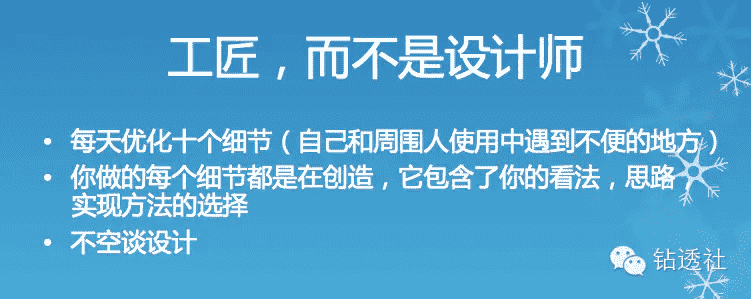 工匠，而不是设计师
• 每天优化十个细节（自己和周围人使用中遇到不便的地方）
• 你做的每个细节都是在创造，它包含了你的看法，思路
实现方法的选择
• 不空谈设计
钻透社